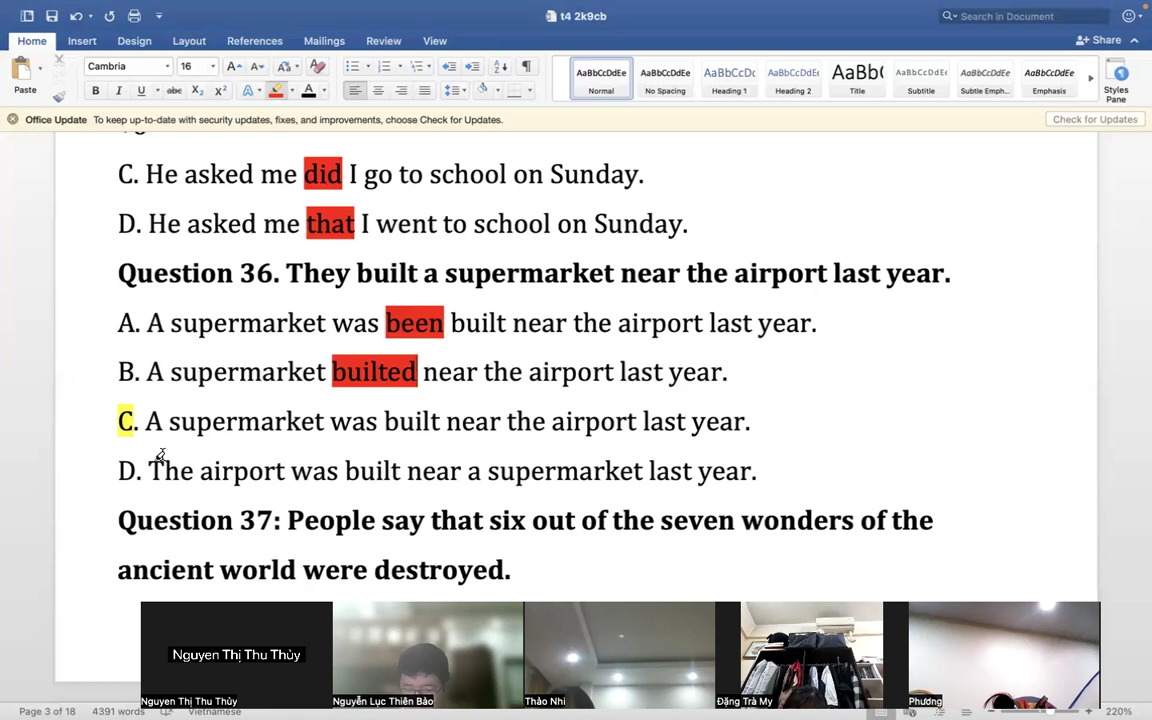 t4 2k9cb
Search in Document
Home Insert Design Layout References Mailings Review View
Share
Paste
Cambria 16
AaBbCcDdEe AaBbCcDdEe AaBbCcDc AaBbCcDdEe AaBb( AaBbCcDdEe AaBbCcDdEe AaBbCcDdEe
Normal No Spacing Heading 1 Heading 2 Title Subtitle Subtle Emph... Emphasis
Styles
Pane
Office Update To keep up-to-date with security updates, fixes, and improvements, choose Check for Updates. Check for Updates
C. He asked me did I go to school on Sunday.
D. He asked me that I went to school on Sunday.
Question 36. They built a supermarket near the airport last year.
A. A supermarket was been built near the airport last year.
B. A supermarket builted near the airport last year.
C. A supermarket was built near the airport last year.
D. The airport was built near a supermarket last year.
Question 37: People say that six out of the seven wonders of the
ancient world were destroyed.
Nguyen Thị Thu Thủy
Nguyen Thị Thu Thủy Nguyễn Lục Thiên Bảo Thảo Nhi Đặng Trà My Phương
Page 3 of 18 4391 words Vietnamese 220%